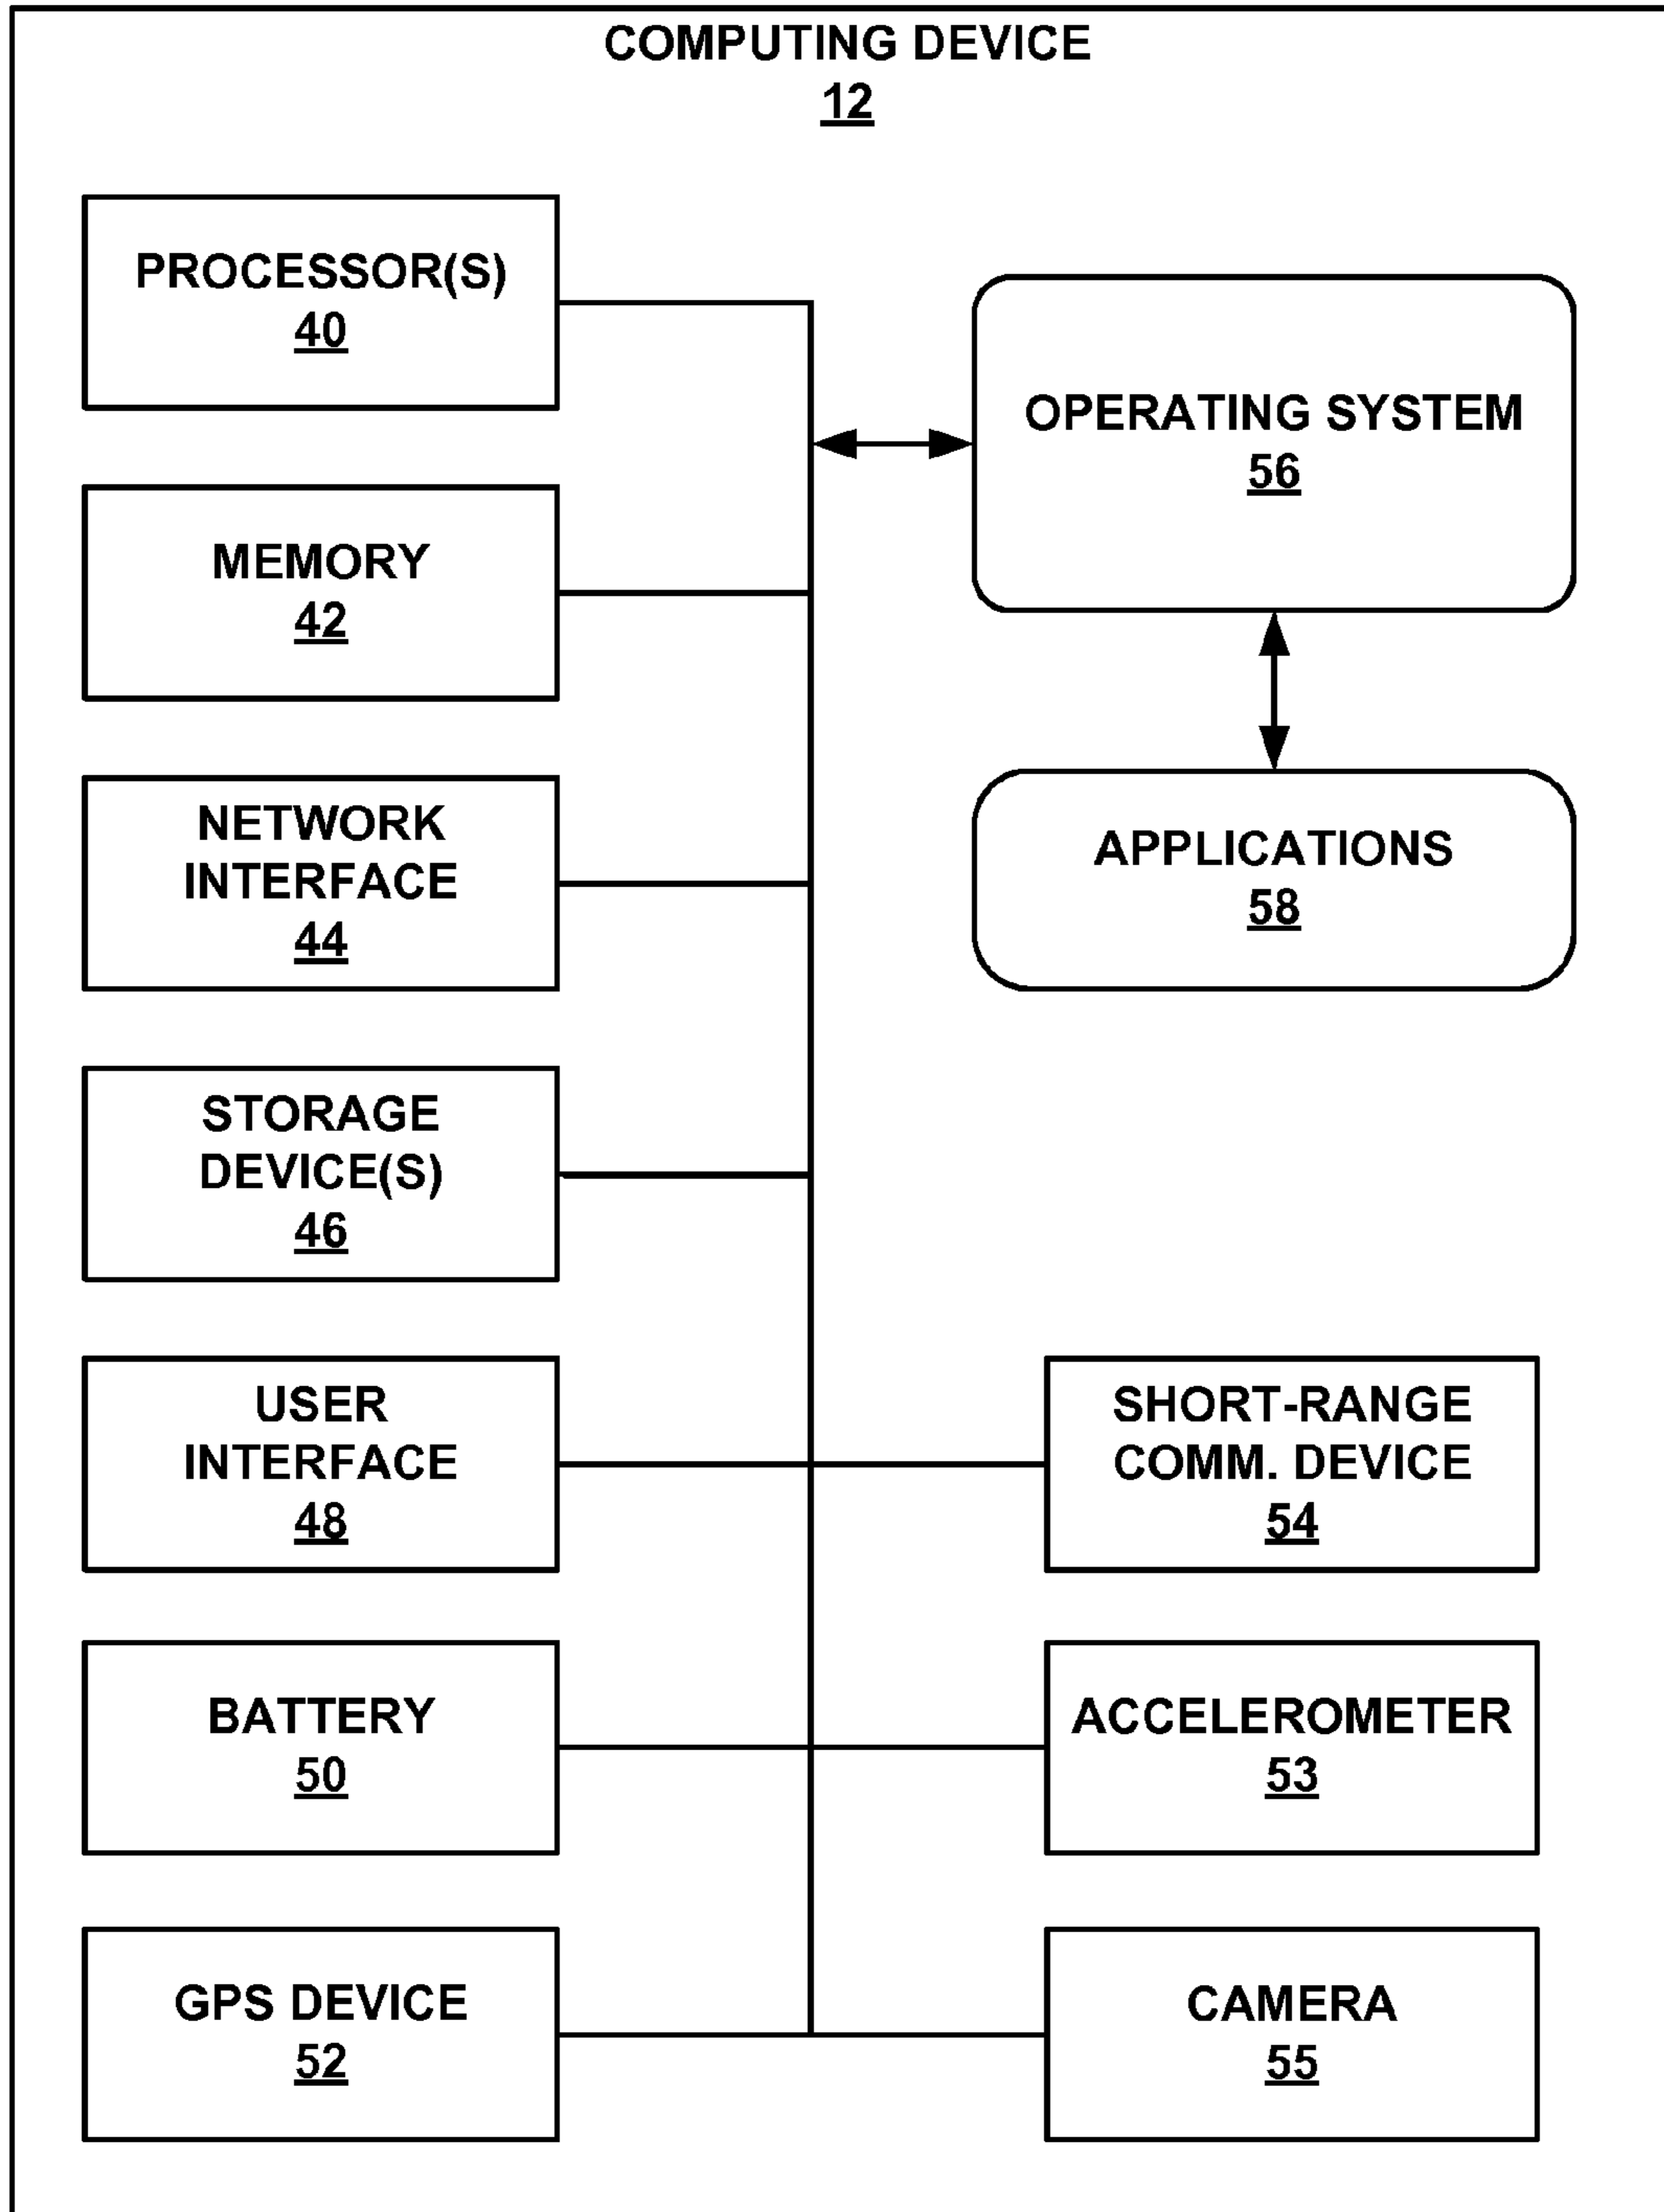 COMPUTING DEVICE
12
PROCESSOR(S)
40
OPERATING SYSTEM
56
MEMORY
42
NETWORK
INTERFACE
44
APPLICATIONS
58
STORAGE
DEVICE(S)
46
USER
INTERFACE
48
SHORT-RANGE
COMM. DEVICE
54
BATTERY
50
ACCELEROMETER
53
GPS DEVICE
52
CAMERA
55